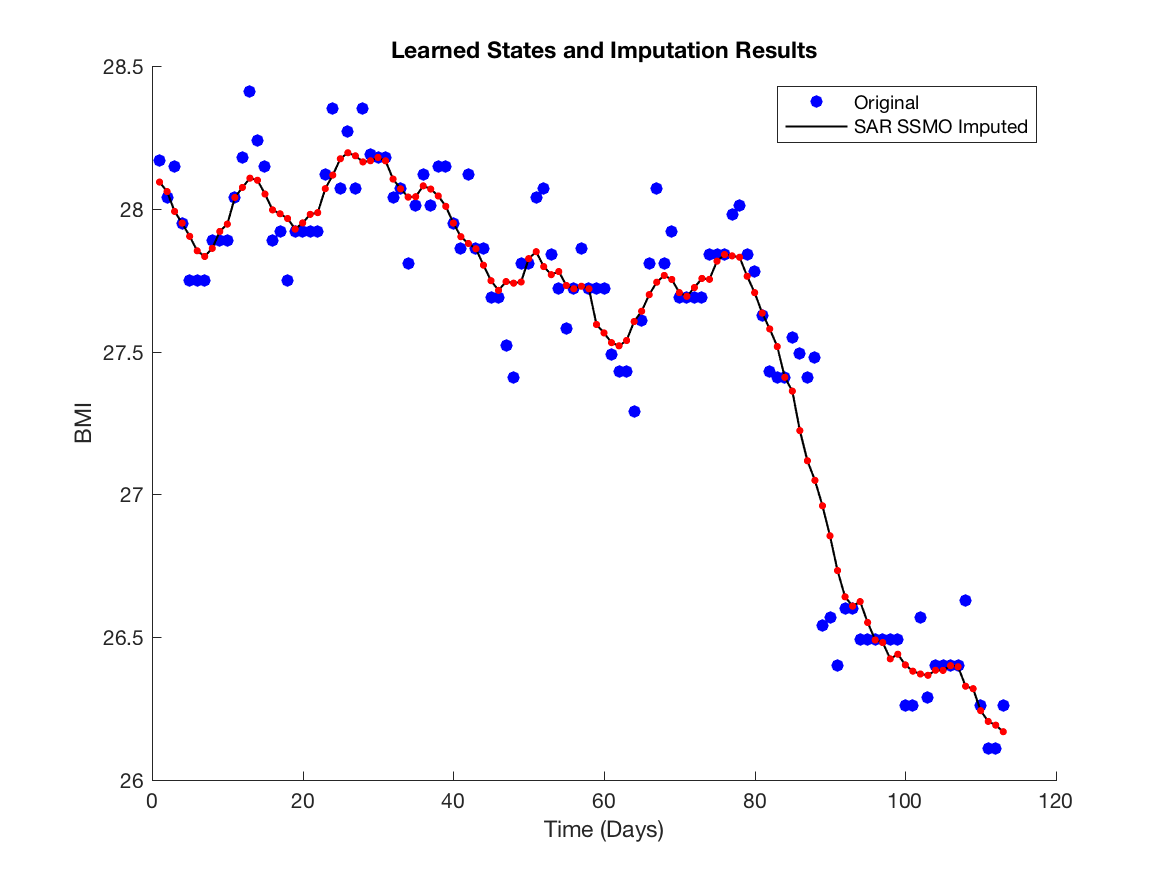 Learned States and Imputation Results
28.5
28
27.5
27
26.5
26
BMI
Original
SAR SSMO Imputed
0 20 40 60 80 100 120
Time (Days)